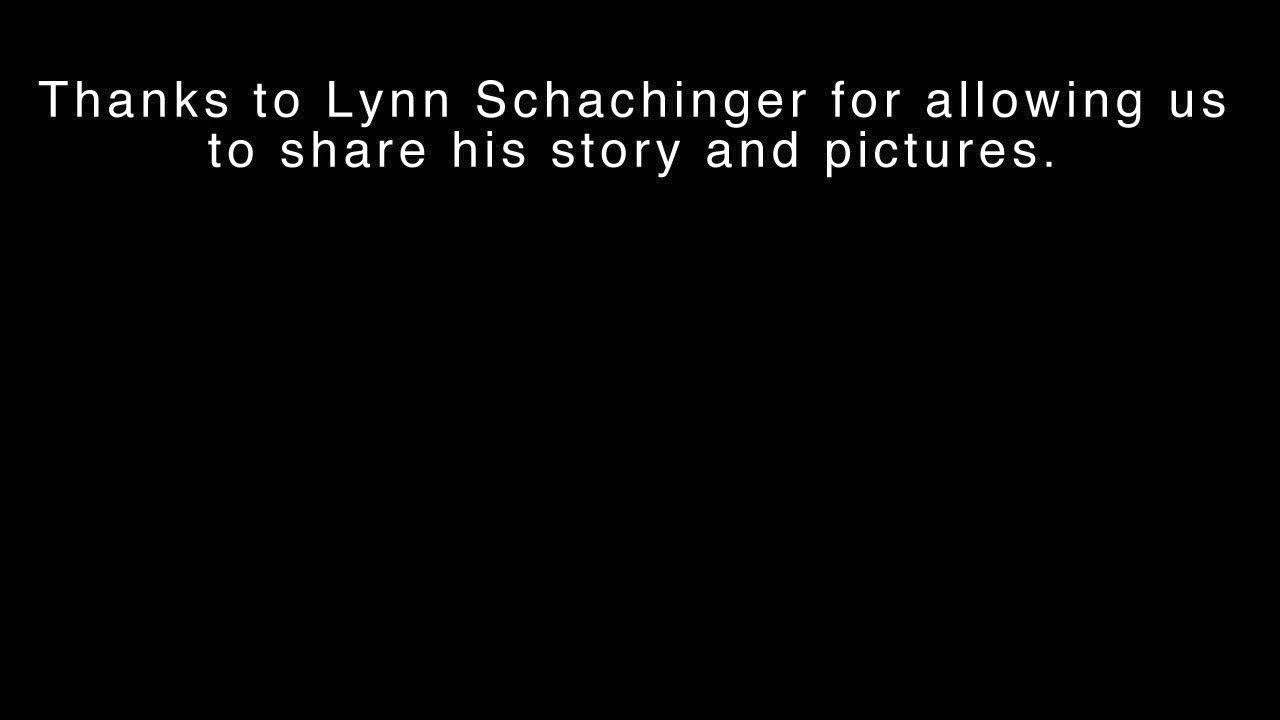 Thanks to Lynn Schachinger for allowing us
to share his story and pictures.